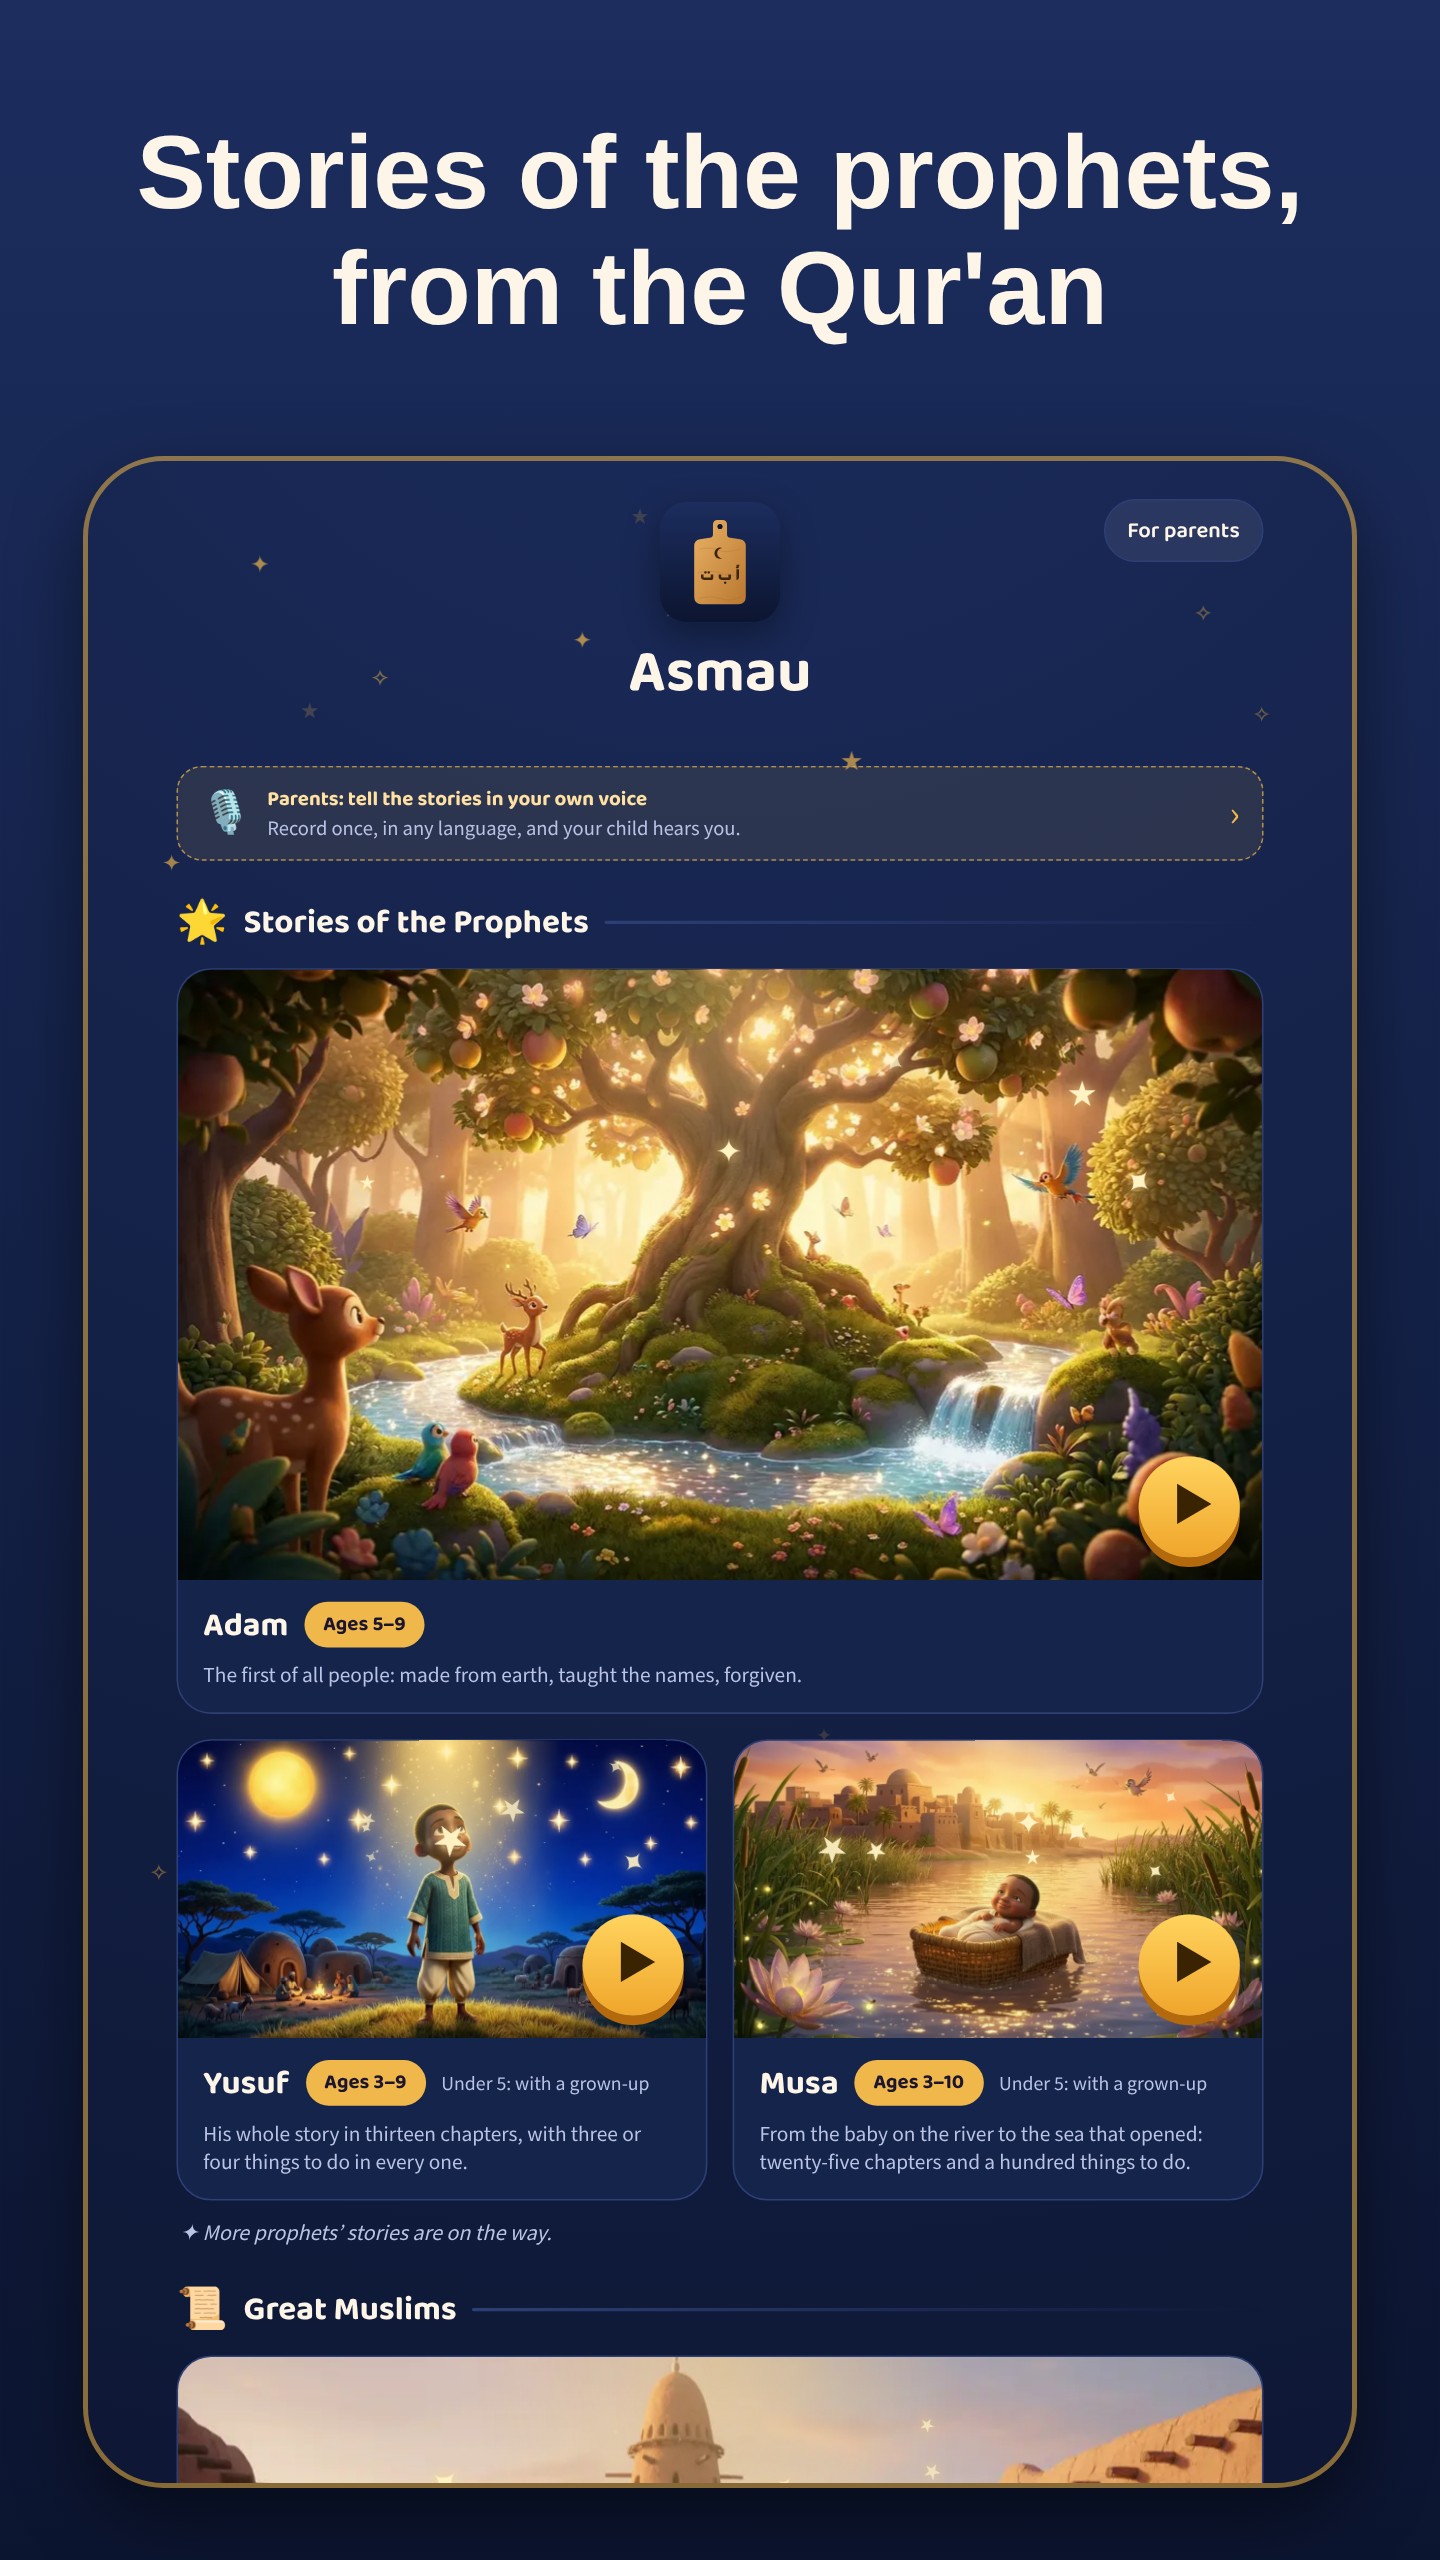 Stories of the prophets,
from the Qur'an
For parents
أ ب ت
Asmau
Parents: tell the stories in your own voice
Record once, in any language, and your child hears you.
Stories of the Prophets
Adam
Ages 5–9
The first of all people: made from earth, taught the names, forgiven.
Yusuf
Ages 3–9
Under 5: with a grown-up
His whole story in thirteen chapters, with three or
four things to do in every one.
Musa
Ages 3–10
Under 5: with a grown-up
From the baby on the river to the sea that opened:
twenty-five chapters and a hundred things to do.
✦ More prophets’ stories are on the way.
Great Muslims